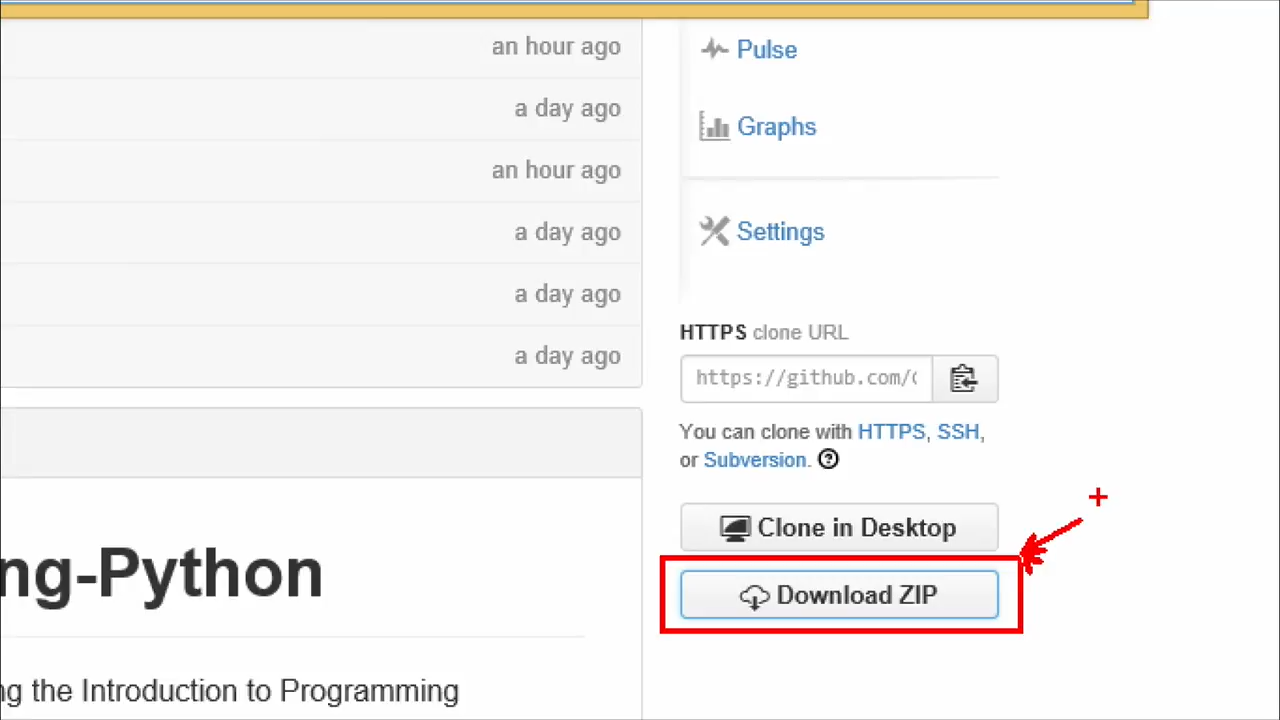 an hour ago
a day ago
an hour ago
a day ago
a day ago
a day ago
ng-Python
ng the Introduction to Programming
Pulse
Graphs
Settings
HTTPS clone URL
https://github.com/
You can clone with HTTPS, SSH,
or Subversion.
Clone in Desktop
Download ZIP